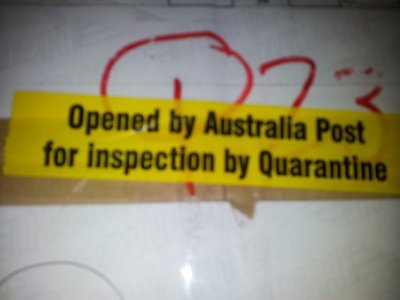 Opened by Australia Post
for inspection by Quarantine